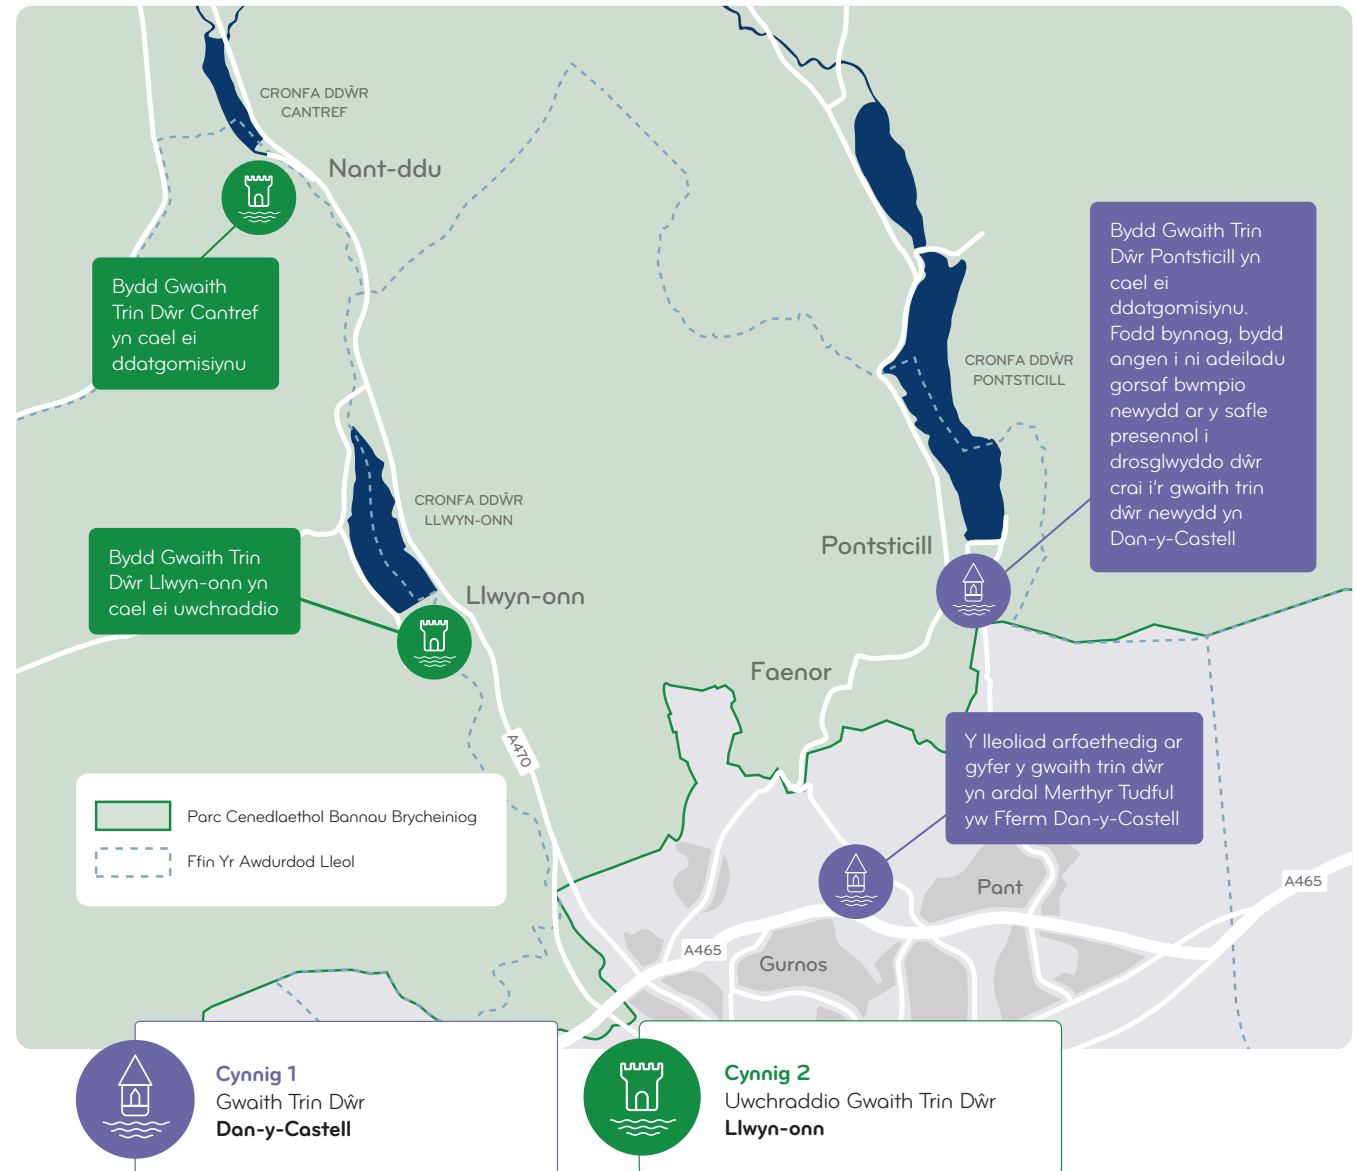 CRONFA DDŴR
CANTREF
Nant-ddu
Bydd Gwaith
Trin Dŵr Cantref
yn cael ei
ddatgomisiynu
Bydd Gwaith Trin
Dŵr Pontsticill yn
cael ei
ddatgomisiynu.
Fodd bynnag, bydd
angen i ni adeiladu
gorsaf bwmpio
newydd ar y safle
presennol i
drosglwyddo dŵr
crai i'r gwaith trin
dŵr newydd yn
Dan-y-Castell
CRONFA DDŴR
PONTSTICILL
CRONFA DDŴR
LLWYN-ONN
Pontsticill
Bydd Gwaith Trin
Dŵr Llwyn-onn yn
cael ei uwchraddio
Llwyn-onn
Faenor
A470
Y lleoliad arfaethedig ar
gyfer y gwaith trin dŵr
yn ardal Merthyr Tudful
yw Fferm Dan-y-Castell
Parc Cenedlaethol Bannau Brycheiniog
Ffin Yr Awdurdod Lleol
Pant
A465
A465
Gurnos
Cynnig 1
Gwaith Trin Dŵr
Dan-y-Castell
Cynnig 2
Uwchraddio Gwaith Trin Dŵr
Llwyn-onn